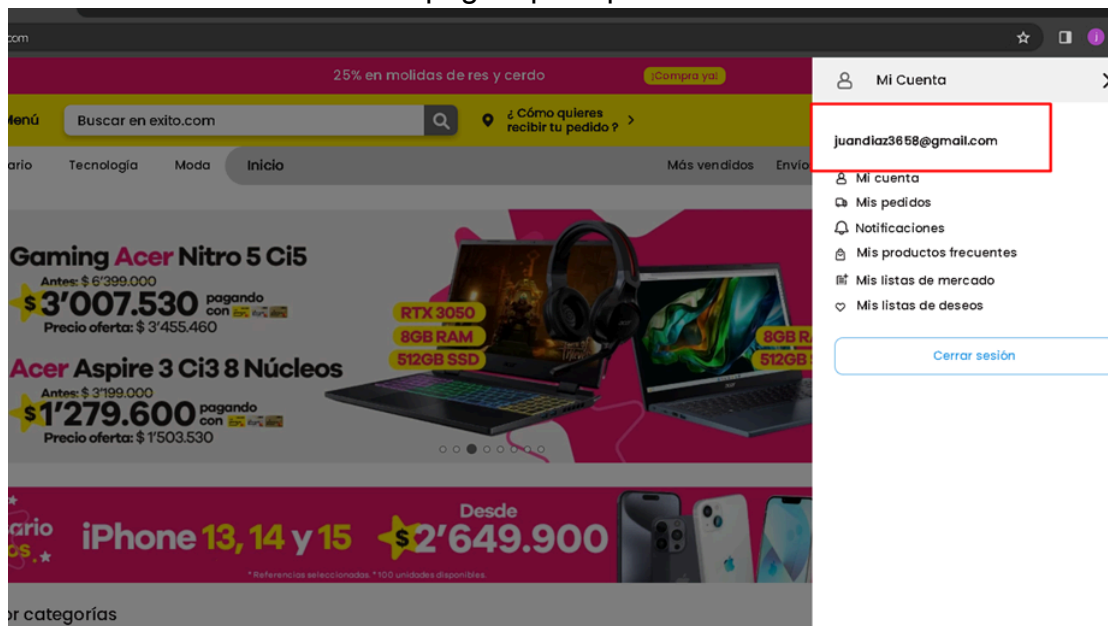 .com
25% en molidas de res y cerdo
¡Compra ya!
Menú
Buscar en exito.com
¿ Cómo quieres
recibir tu pedido ?
Tecnología
Moda
Inicio
Más vendidos
Envío
Gaming Acer Nitro 5 Ci5
Antes: $ 6'399.000
$3'007.530 pagando
con
Precio oferta: $ 3'455.460
Acer Aspire 3 Ci3 8 Núcleos
Antes: $ 3'199.000
$1'279.600 pagando
con
Precio oferta: $ 1'503.530
RTX 3050
8GB RAM
512GB SSD
8GB R
512GB
iPhone 13, 14 y 15
Desde
$2'649.900
*Referencias seleccionadas. *100 unidades disponibles.
or categorías
Mi Cuenta
juandiaz3658@gmail.com
Mi cuenta
Mis pedidos
Notificaciones
Mis productos frecuentes
Mis listas de mercado
Mis listas de deseos
Cerrar sesión